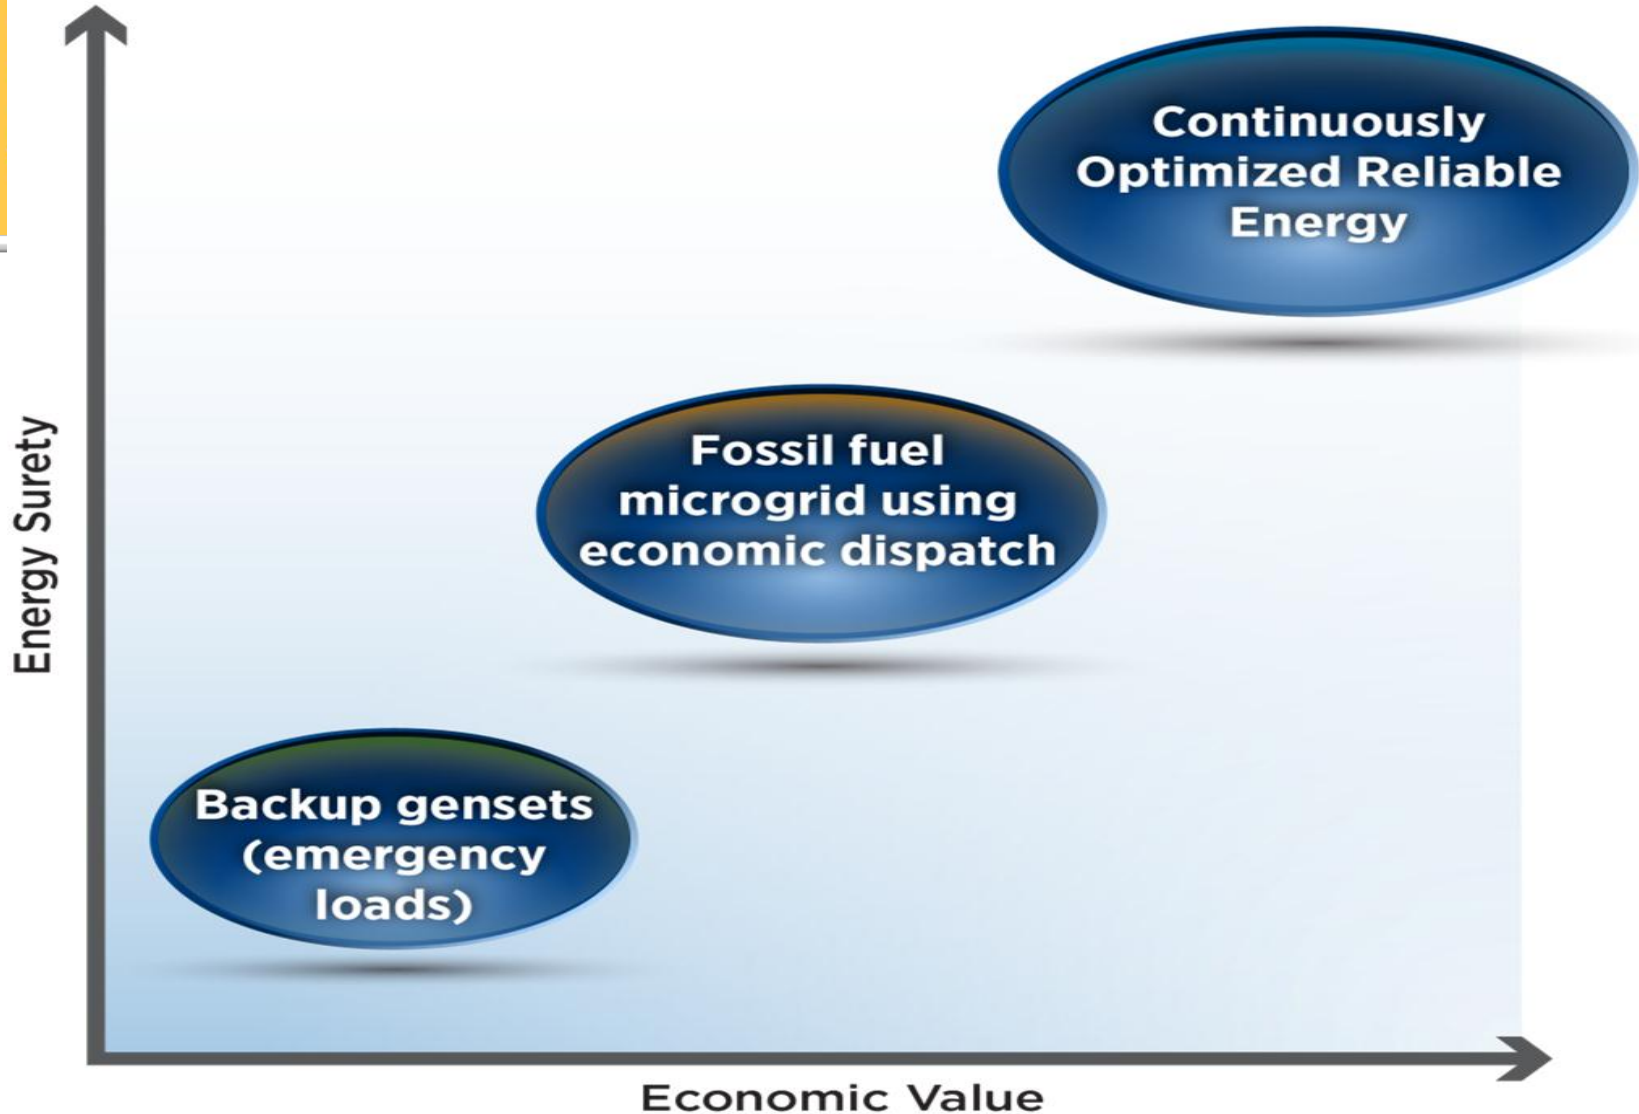 Continuously
Optimized Reliable
Energy
Fossil fuel
microgrid using
economic dispatch
Backup gensets
(emergency
loads)
Energy Surety
Economic Value